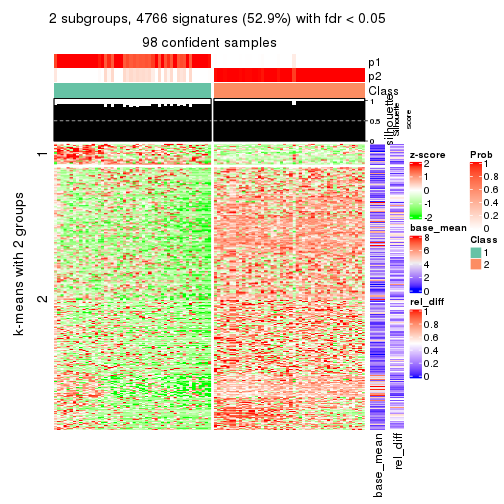 2 subgroups, 4766 signatures (52.9%) with fdr < 0.05
98 confident samples
p1
p2
Class
silhouette
Silhouette
score
1
0.5
0
k-means with 2 groups
1
2
base_mean
rel_diff
z-score
2
1
0
-1
-2
base_mean
8
6
4
2
0
rel_diff
1
0.8
0.6
0.4
0.2
0
Prob
1
0.8
0.6
0.4
0.2
0
Class
1
2